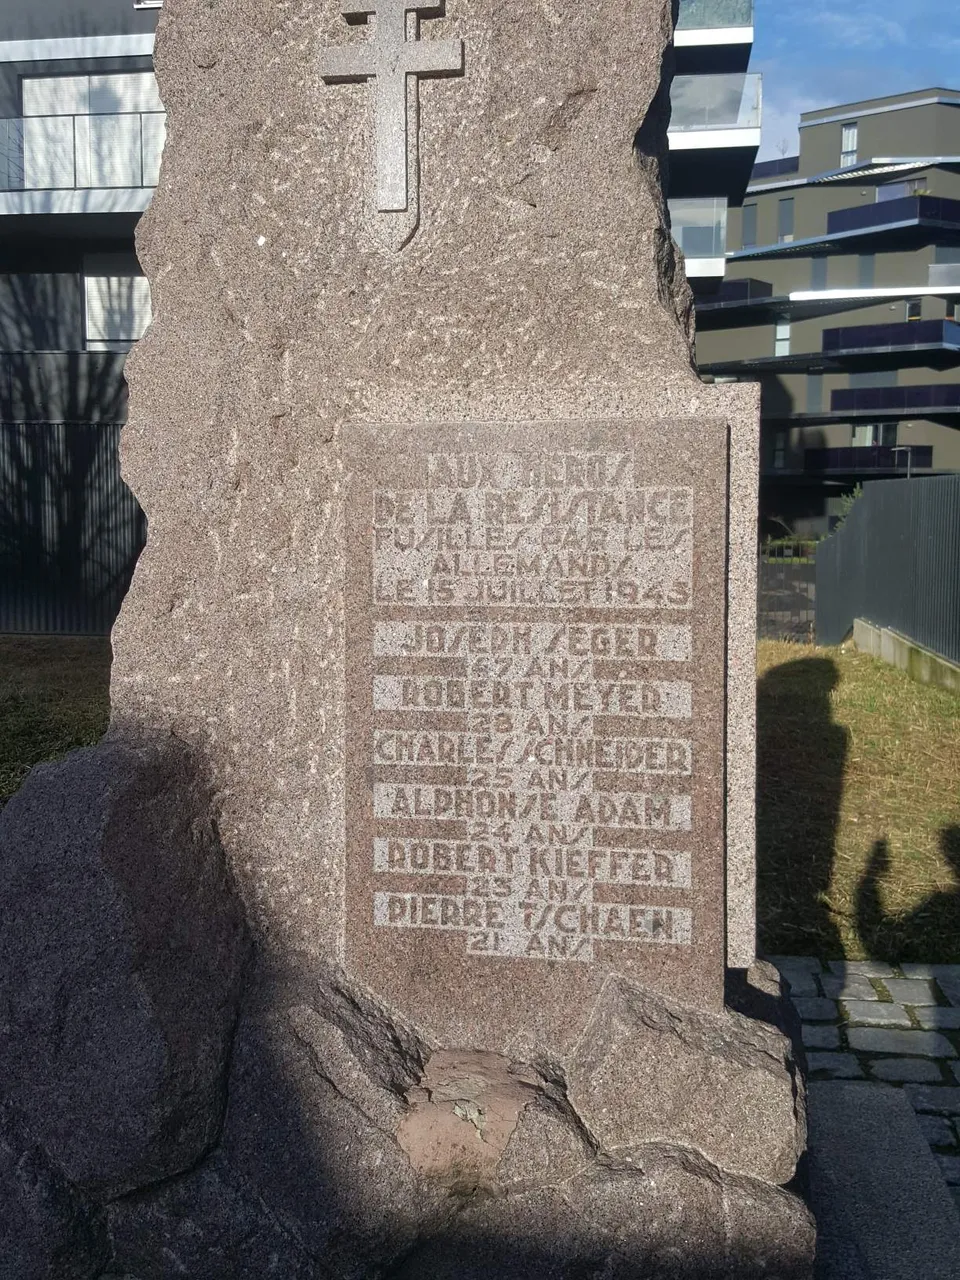 AUX HEROS
DE LA RESISTANCE
FUSILLES PAR LES
ALLEMANDS
LE 15 JUILLET 1943
JOSEPH SEGER
67 ANS
ROBERT MEYER
28 ANS
CHARLES SCHNEIDER
25 ANS
ALPHONSE ADAM
24 ANS
ROBERT KIEFFER
23 ANS
PIERRE TSCHAEN
21 ANS